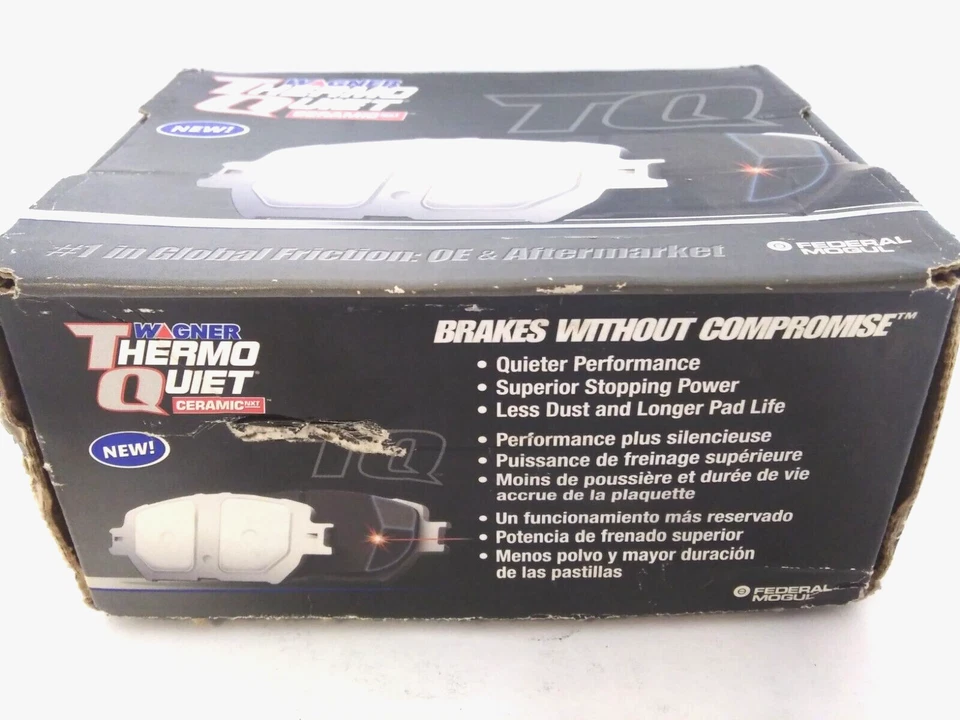 WAGNER
THERMO
QUIET
CERAMIC NXT
NEW!
TQ
#1 in Global Friction: OE & Aftermarket
FEDERAL
MOGUL
WAGNER
THERMO
QUIET
CERAMIC NXT
NEW!
TQ
BRAKES WITHOUT COMPROMISE™
• Quieter Performance
• Superior Stopping Power
• Less Dust and Longer Pad Life
• Performance plus silencieuse
• Puissance de freinage supérieure
• Moins de poussière et durée de vie
accrue de la plaquette
• Un funcionamiento más reservado
• Potencia de frenado superior
• Menos polvo y mayor duración
de las pastillas
FEDERAL
MOGUL